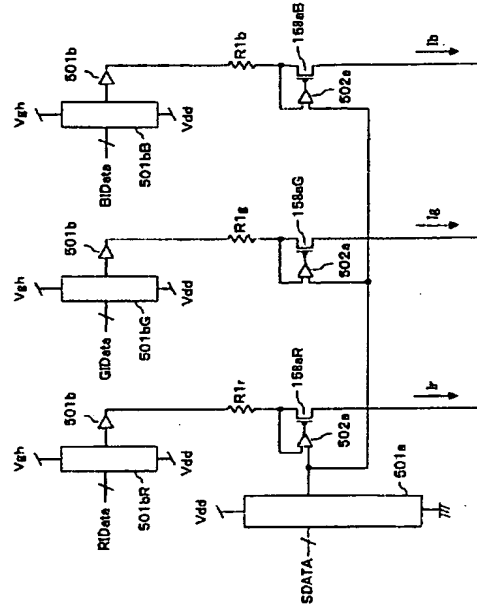 Vgh
501b
RIData
501bR
Vdd
R1r
158aR
502a
Ir
Vgh
501b
GIData
501bG
Vdd
R1g
158aG
502a
Ig
Vgh
501b
BIData
501bB
Vdd
R1b
158aB
502a
Ib
Vdd
SDATA
501a